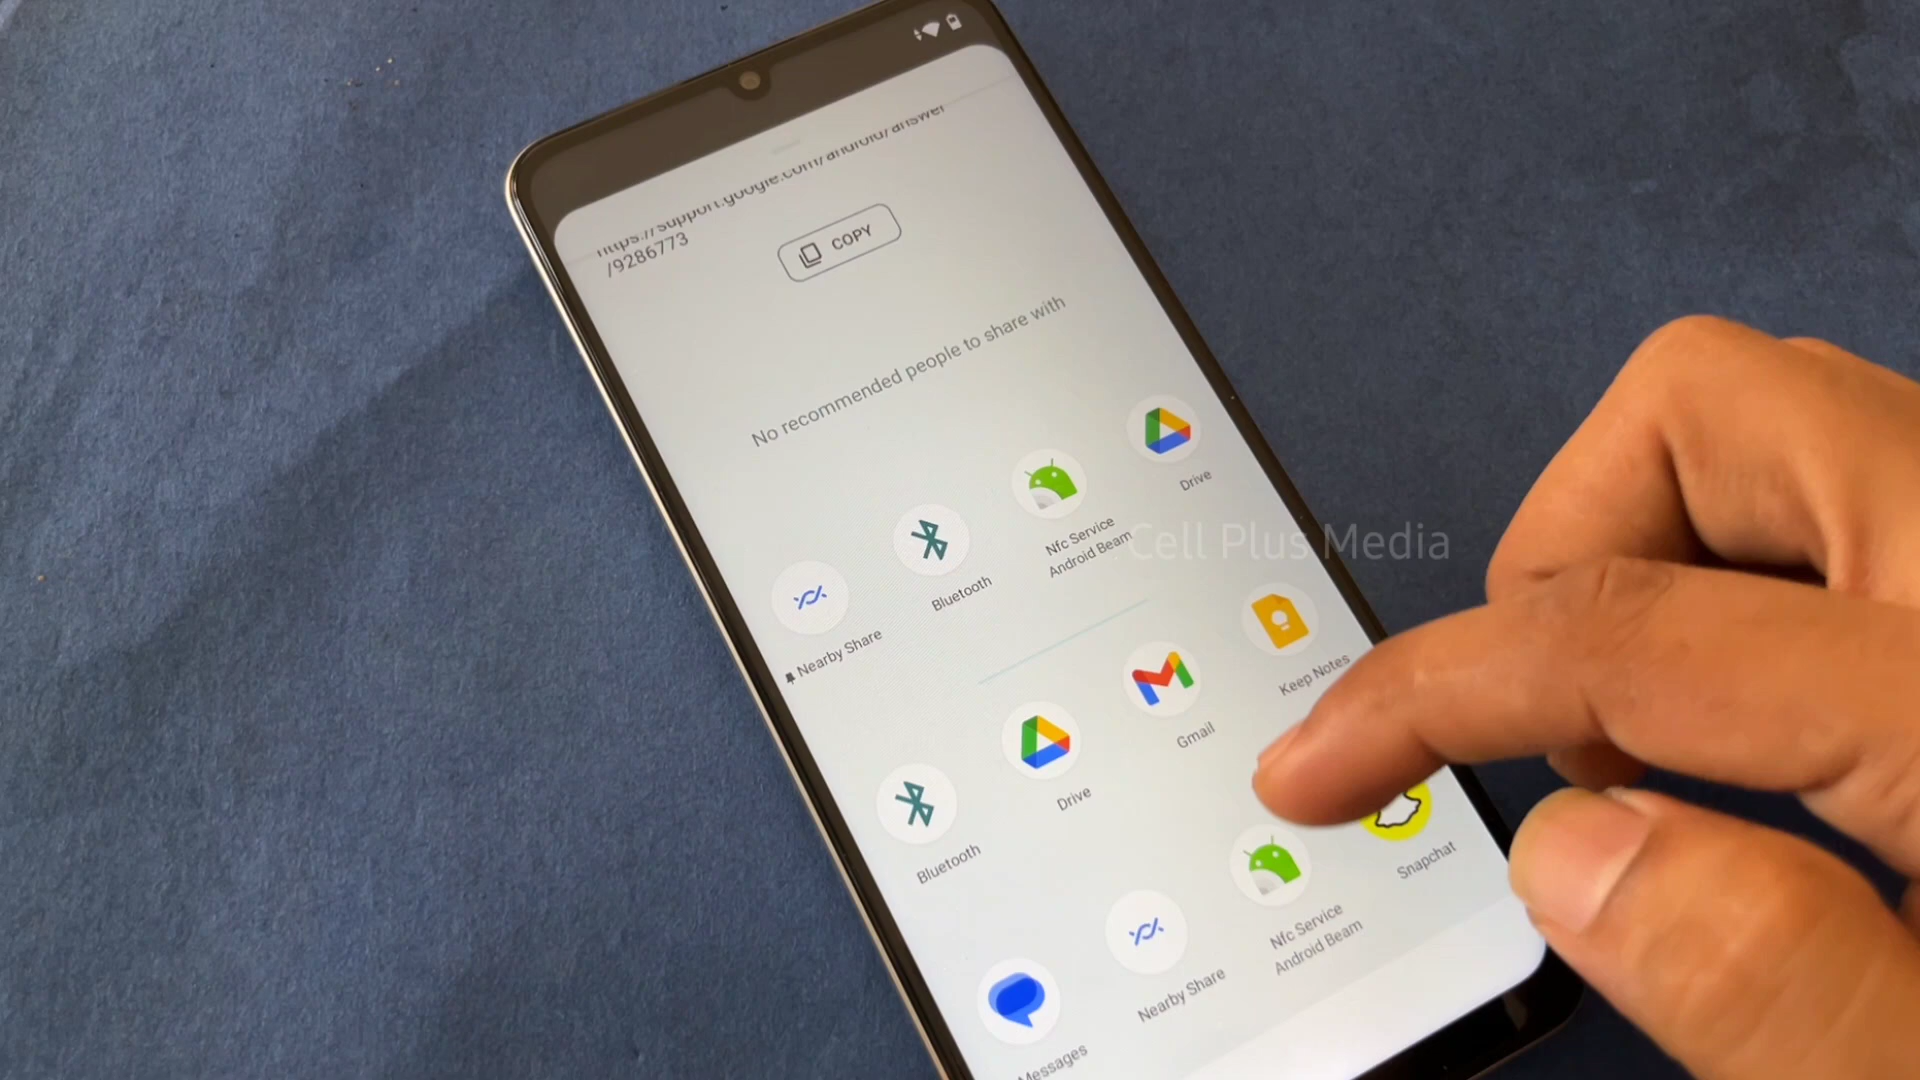 https://support.google.com/android/answer
/9286773
COPY
No recommended people to share with
Nearby Share
Bluetooth
Nfc Service
Android Beam
Drive
Bluetooth
Drive
Gmail
Keep Notes
Messages
Nearby Share
Nfc Service
Android Beam
Snapchat
Cell Plus Media